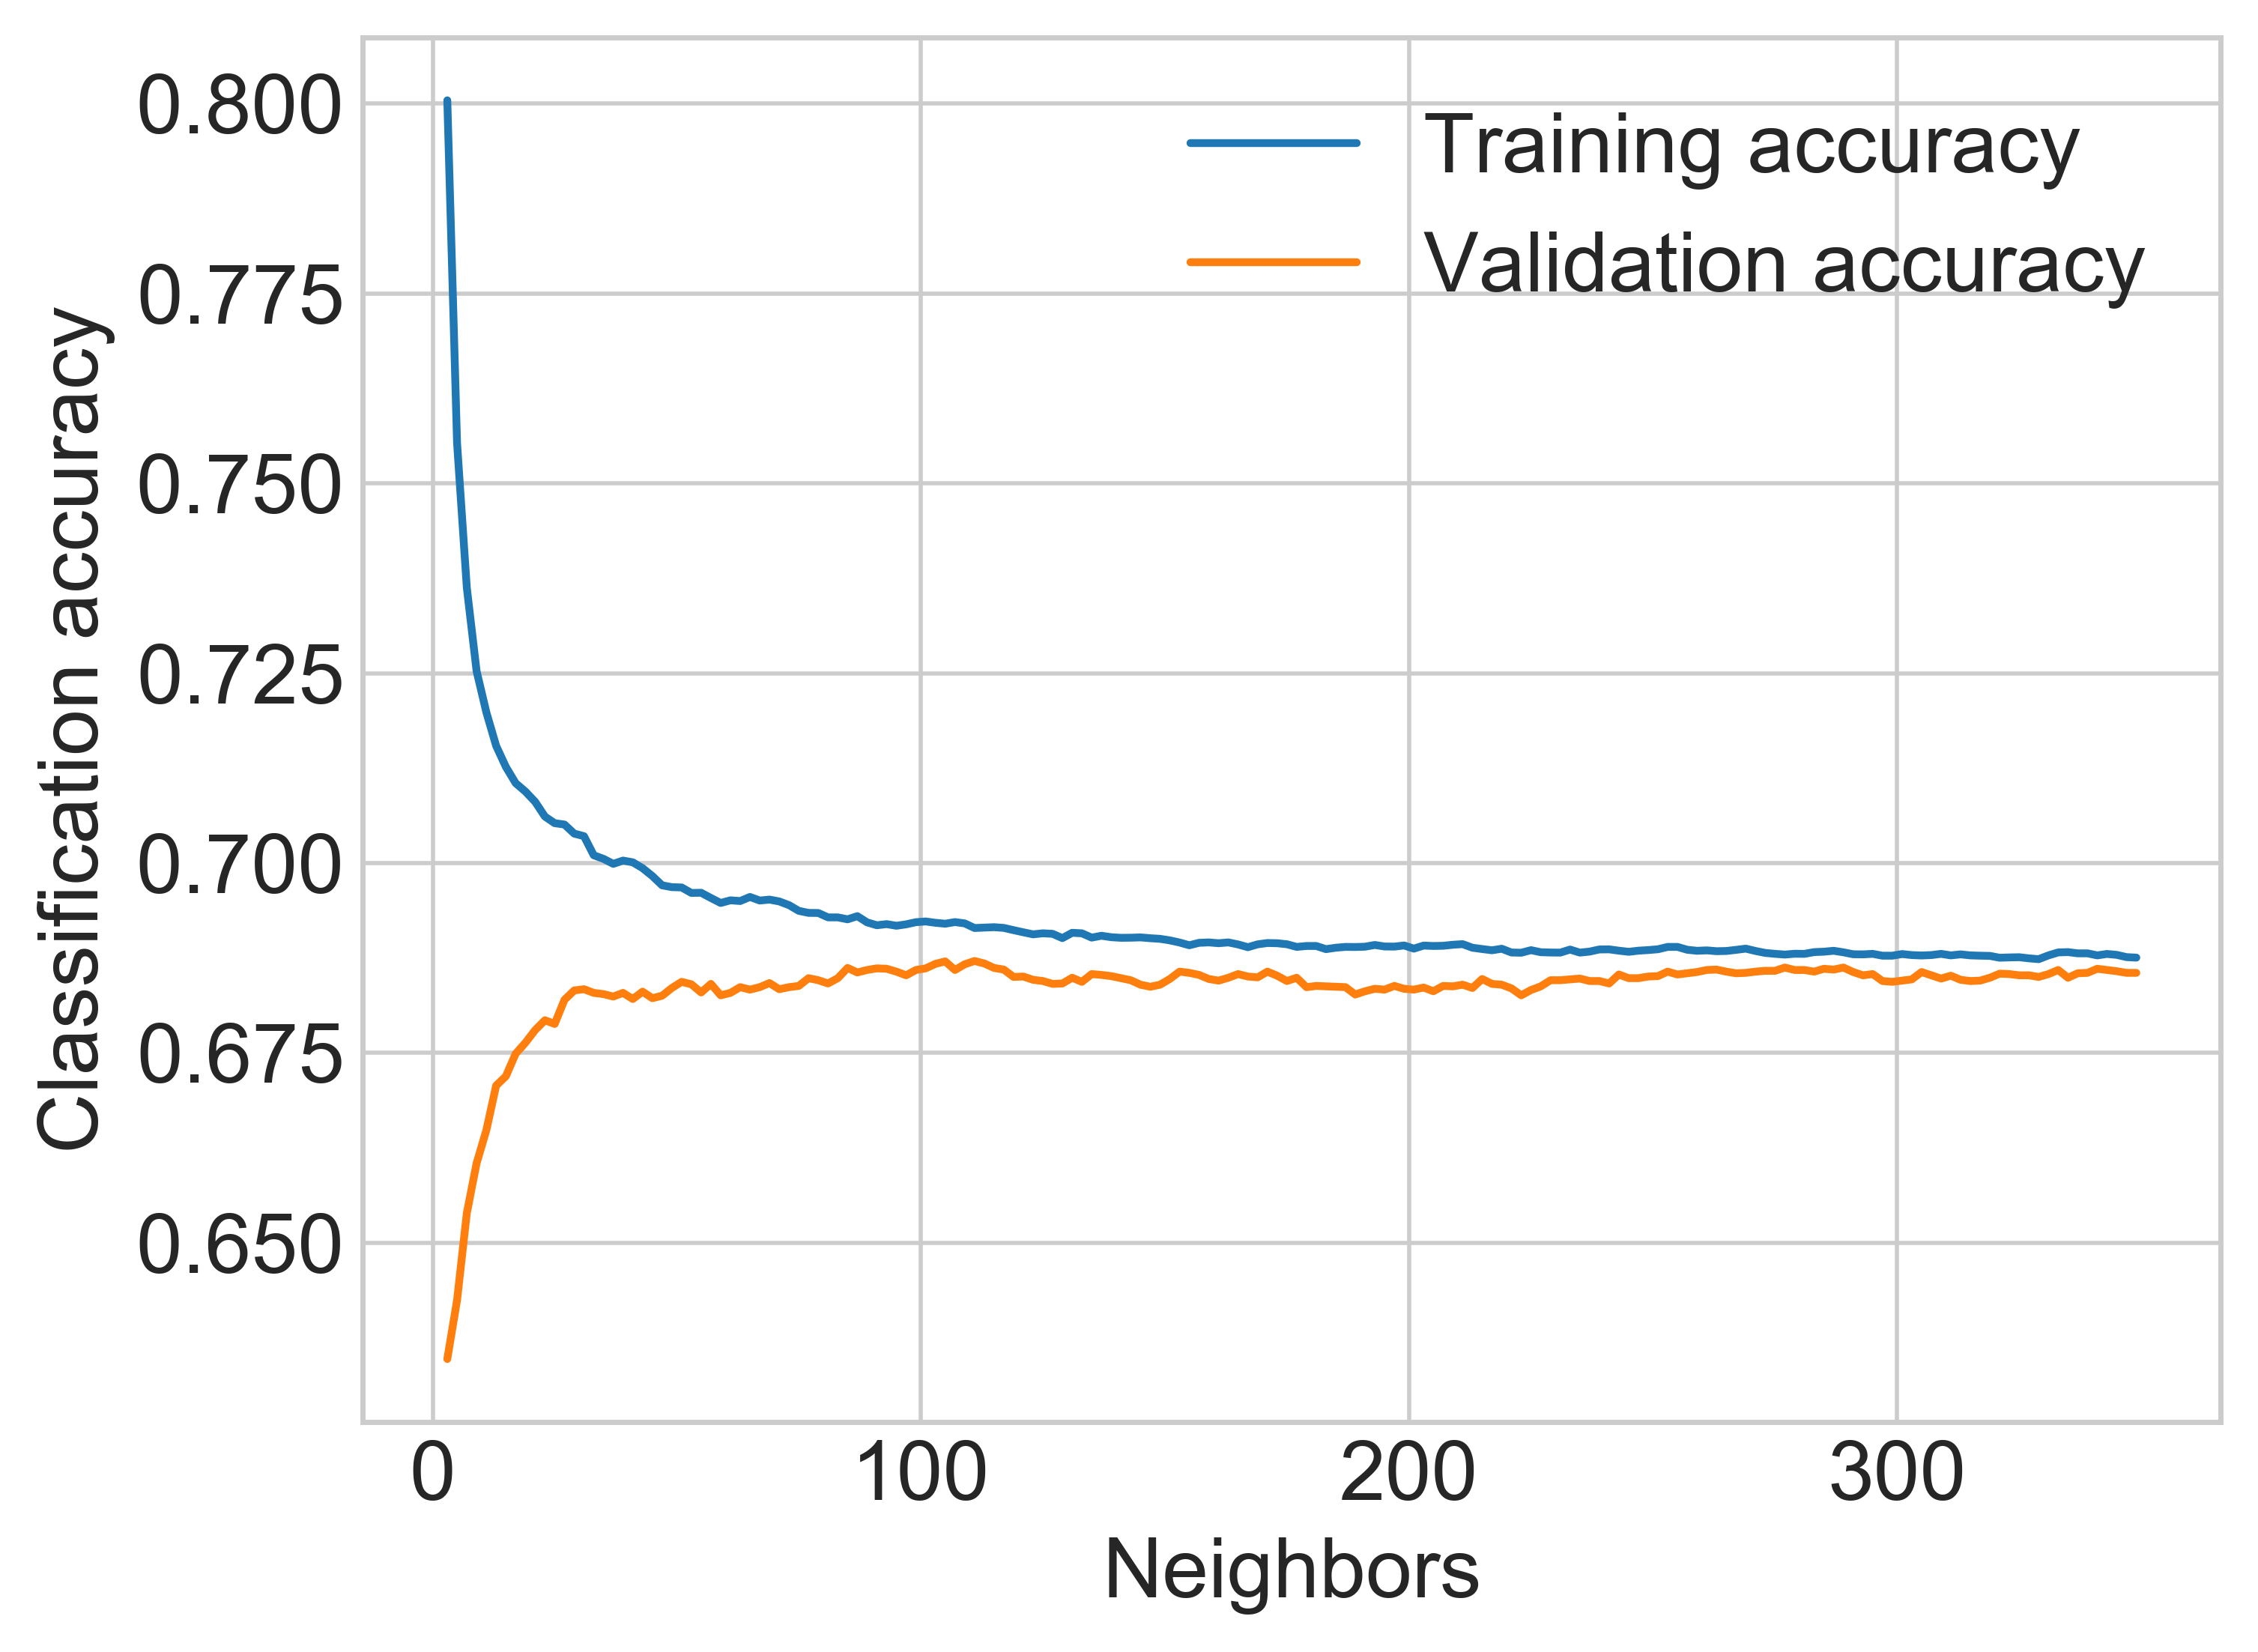 Classification accuracy
0.800
0.775
0.750
0.725
0.700
0.675
0.650
Training accuracy
Validation accuracy
0 100 200 300
Neighbors